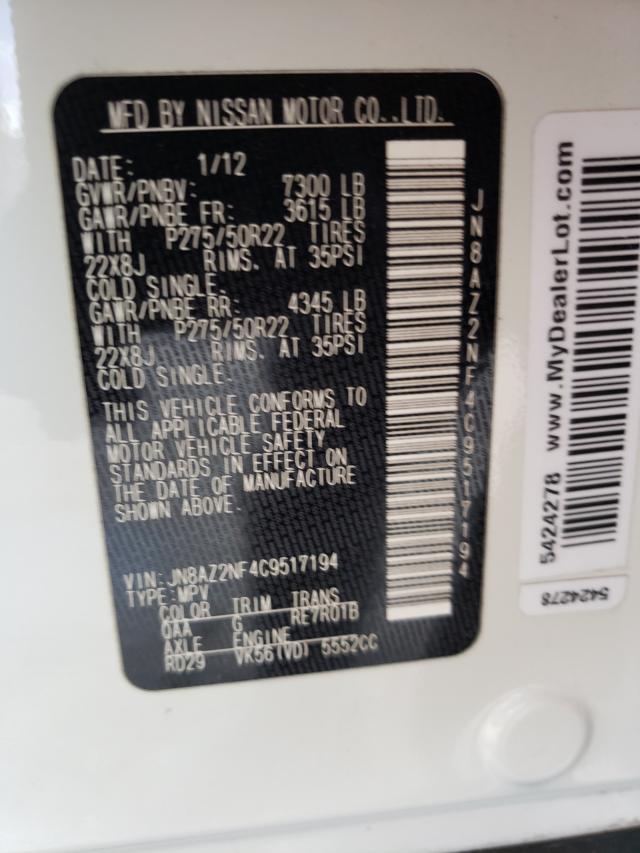 MFD BY NISSAN MOTOR CO.,LTD.
DATE: 1/12
GVWR/PNBV: 7300 LB
GAWR/PNBE FR: 3615 LB
WITH P275/50R22 TIRES
22X8J RIMS. AT 35PSI
COLD SINGLE.
GAWR/PNBE RR: 4345 LB
WITH P275/50R22 TIRES
22X8J RIMS. AT 35PSI
COLD SINGLE.
THIS VEHICLE CONFORMS TO
ALL APPLICABLE FEDERAL
MOTOR VEHICLE SAFETY
STANDARDS IN EFFECT ON
THE DATE OF MANUFACTURE
SHOWN ABOVE.
VIN: JN8AZ2NF4C9517194
TYPE: MPV
COLOR TRIM TRANS
QAA G RE7R01B
AXLE ENGINE
RD29 VK56(VD) 5552CC
JN8AZ2NF4C9517194
5424278 www.MyDealerLot.com
5424278